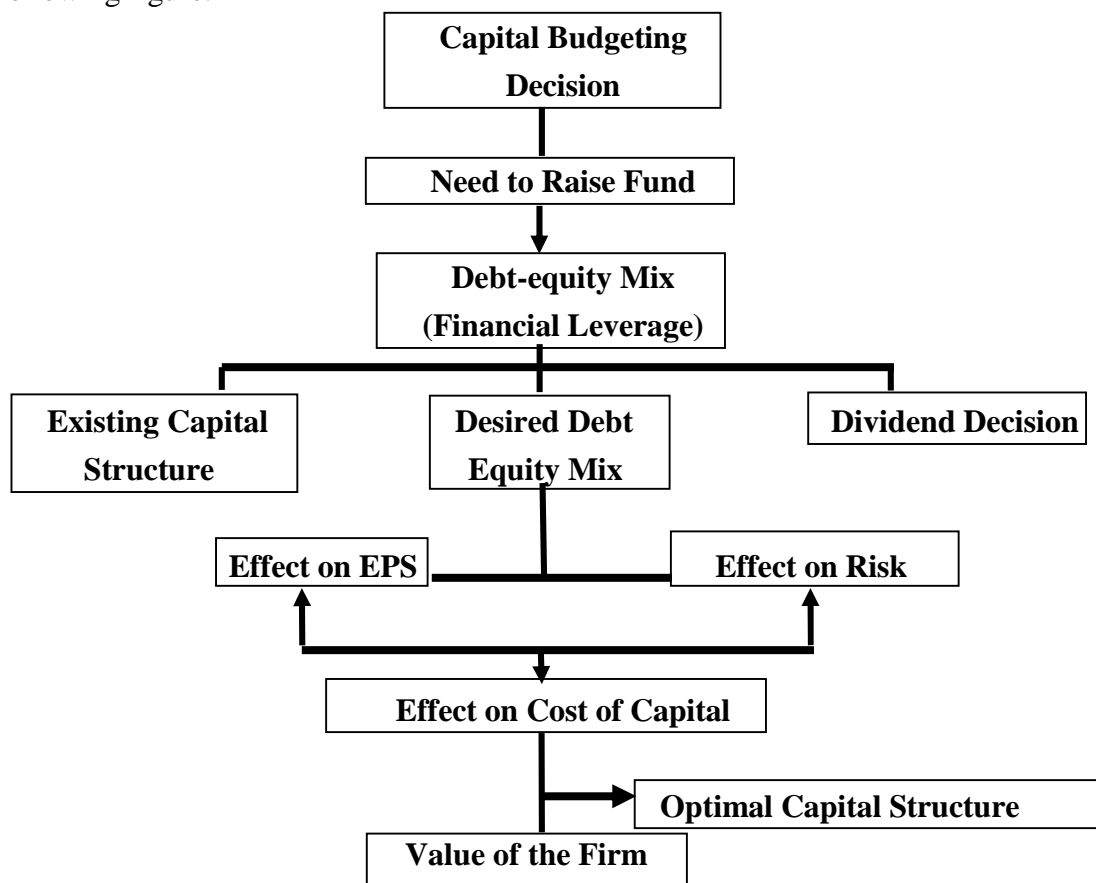 Capital Budgeting
Decision
Need to Raise Fund
Debt-equity Mix
(Financial Leverage)
Existing Capital
Structure
Desired Debt
Equity Mix
Dividend Decision
Effect on EPS
Effect on Risk
Effect on Cost of Capital
Optimal Capital Structure
Value of the Firm